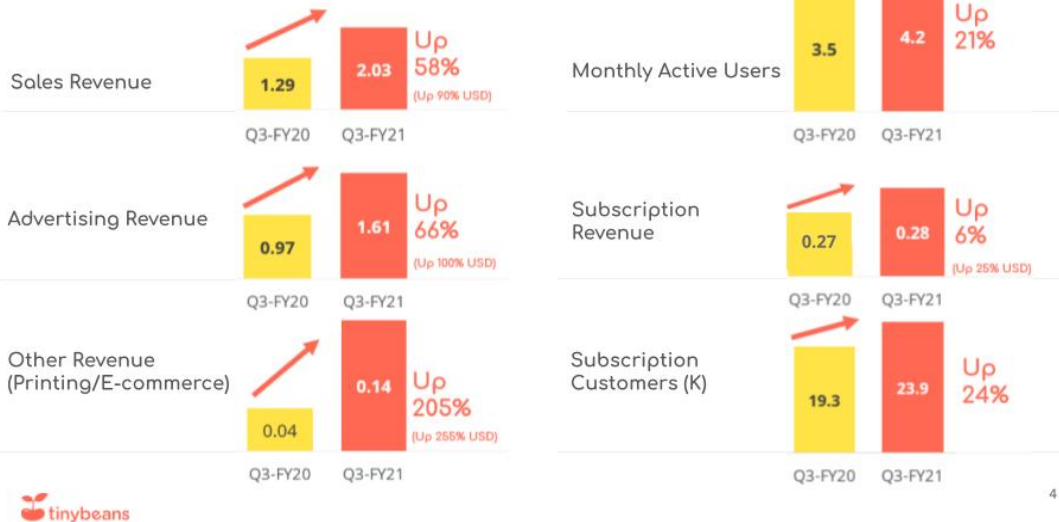 Sales Revenue
1.29
2.03
Up
58%
(Up 90% USD)
Q3-FY20
Q3-FY21
Monthly Active Users
3.5
4.2
Up
21%
Q3-FY20
Q3-FY21
Advertising Revenue
0.97
1.61
Up
66%
(Up 100% USD)
Q3-FY20
Q3-FY21
Subscription
Revenue
0.27
0.28
Up
6%
(Up 25% USD)
Q3-FY20
Q3-FY21
Other Revenue
(Printing/E-commerce)
0.04
0.14
Up
205%
(Up 255% USD)
Q3-FY20
Q3-FY21
Subscription
Customers (K)
19.3
23.9
Up
24%
Q3-FY20
Q3-FY21
tinybeans
4